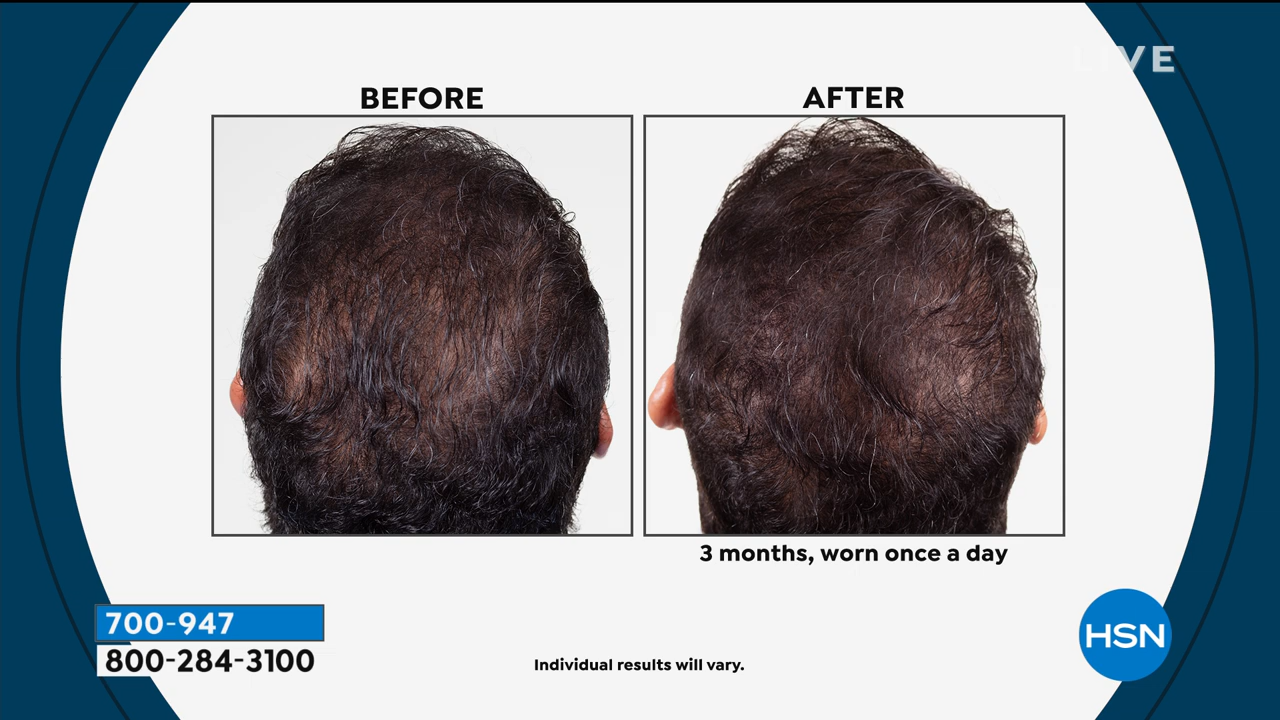 LIVE
BEFORE
AFTER
3 months, worn once a day
700-947
800-284-3100
Individual results will vary.
HSN